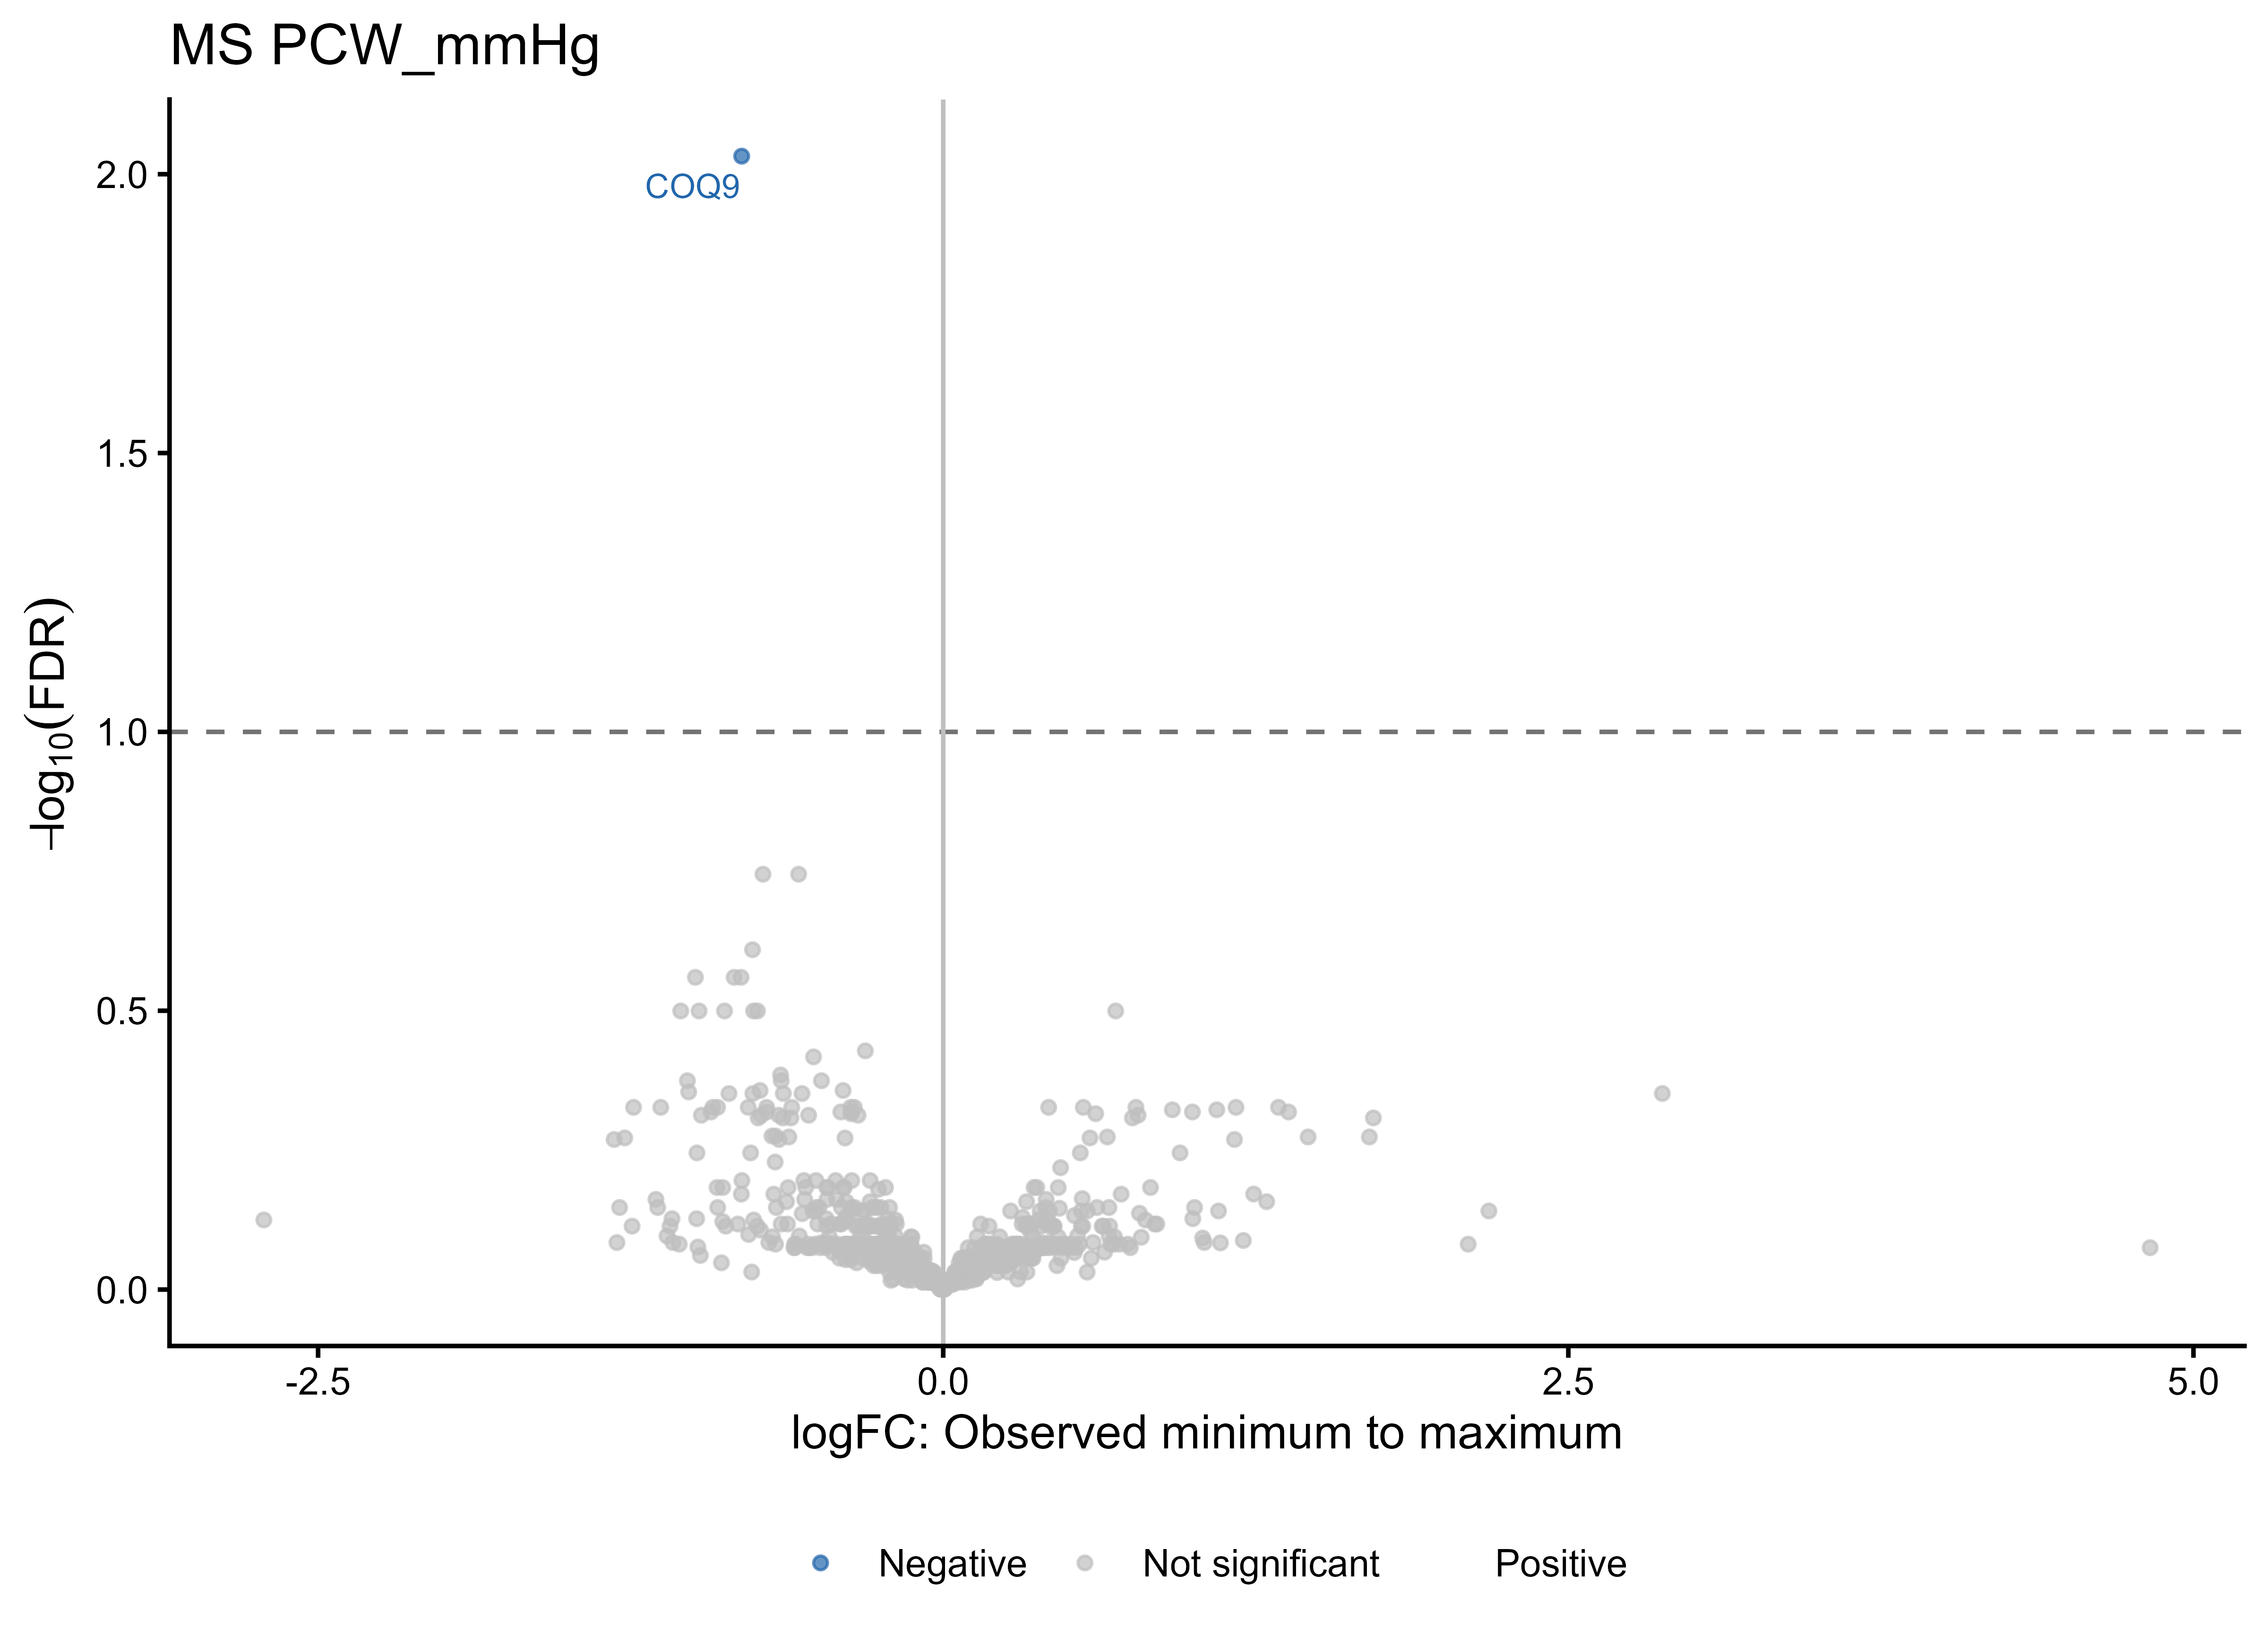 MS PCW_mmHg
2.0
COQ9
1.5
1.0
0.5
0.0
−log10(FDR)
-2.5 0.0 2.5 5.0
logFC: Observed minimum to maximum
Negative Not significant Positive